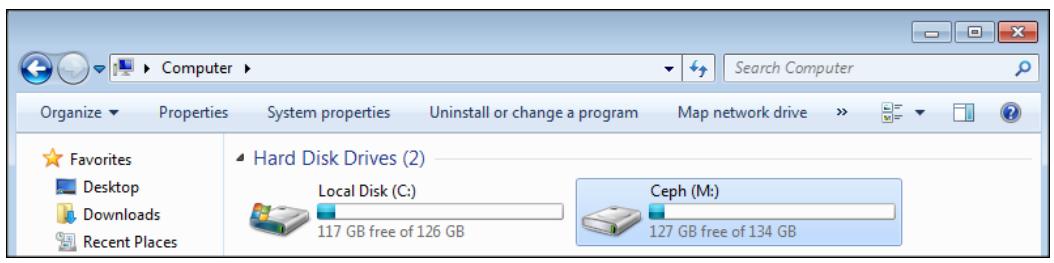 Computer
Search Computer
Organize
Properties
System properties
Uninstall or change a program
Map network drive
»
Favorites
Desktop
Downloads
Recent Places
Hard Disk Drives (2)
Local Disk (C:)
117 GB free of 126 GB
Ceph (M:)
127 GB free of 134 GB